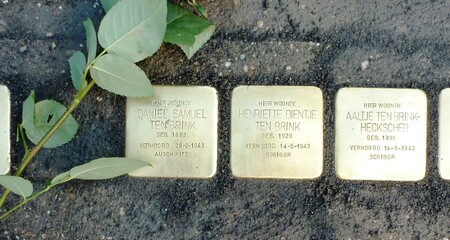 HIER WOONDE
DANIEL SAMUEL
TEN BRINK
GEB. 1893
VERMOORD 28-2-1943
AUSCHWITZ
HIER WOONDE
HENRIETTE DIENTJE
TEN BRINK
GEB. 1929
VERMOORD 14-5-1943
SOBIBOR
HIER WOONDE
AALTJE TEN BRINK-
HECKSCHER
GEB.
VERMOORD 14-5-1943
SOBIBOR